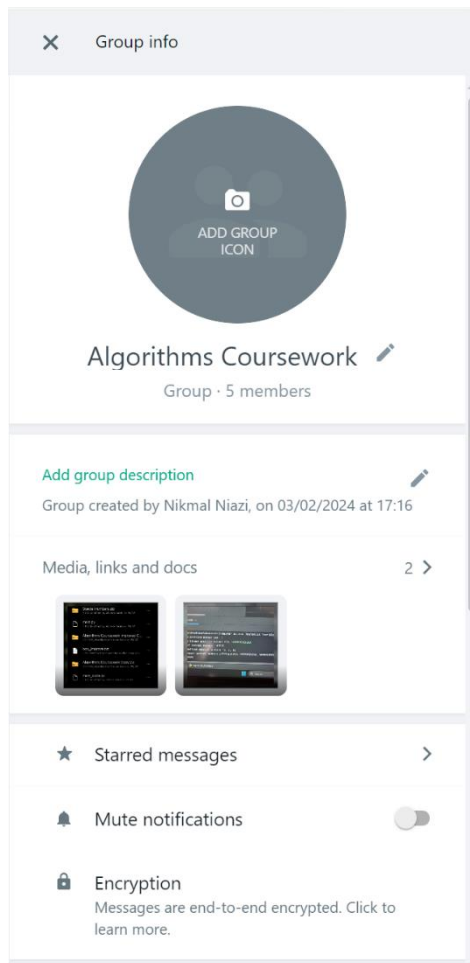 Group info
ADD GROUP
ICON
Algorithms Coursework
Group · 5 members
Add group description
Group created by Nikmal Niazi, on 03/02/2024 at 17:16
Media, links and docs 2
Starred messages
Mute notifications
Encryption
Messages are end-to-end encrypted. Click to
learn more.